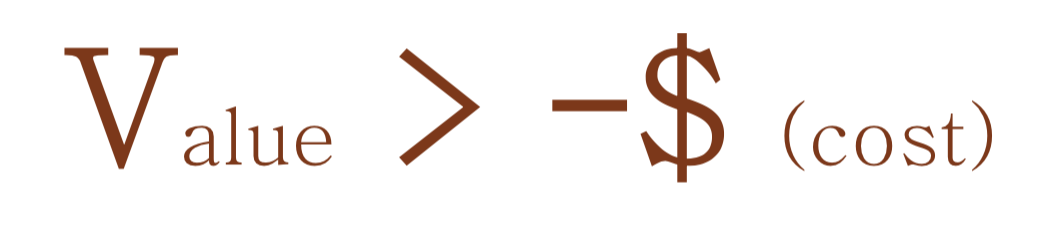 Value > -$ (cost)